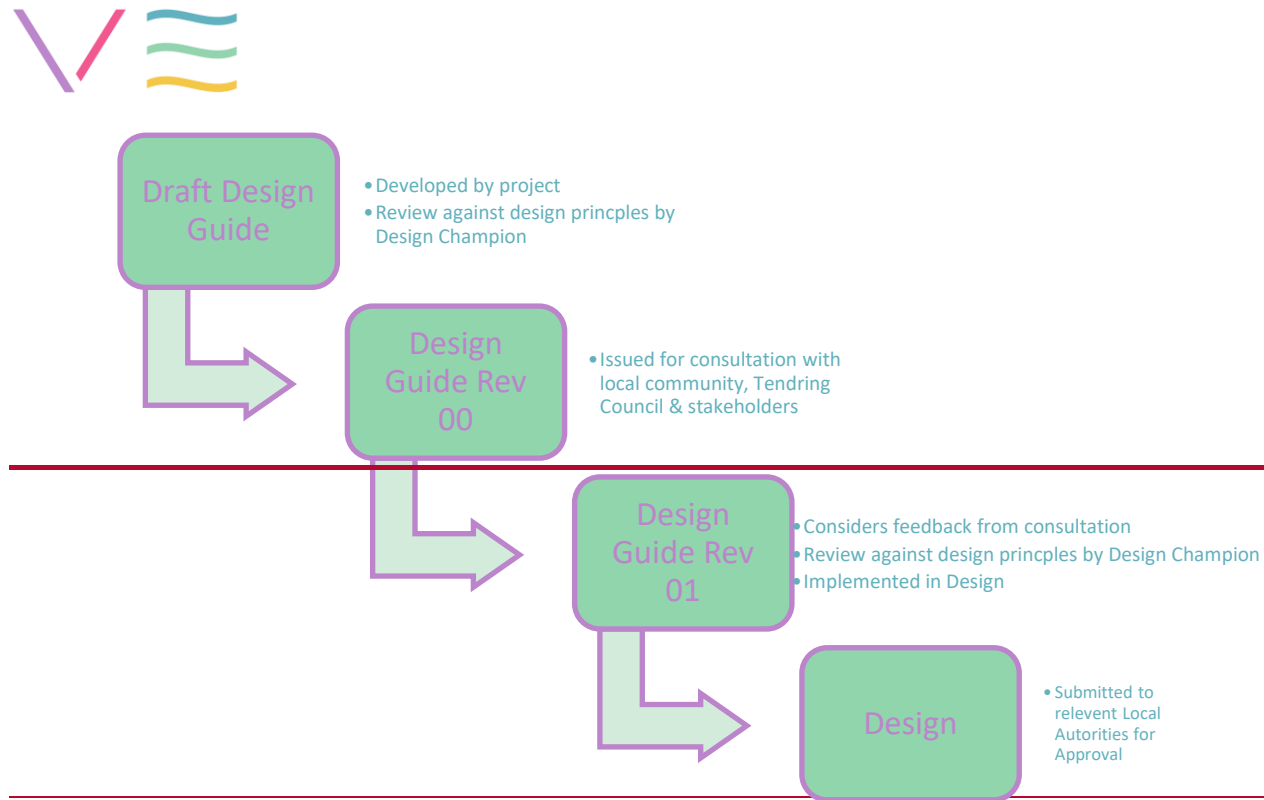 Draft Design
Guide
• Developed by project
• Review against design princples by
Design Champion
Design
Guide Rev
00
• Issued for consultation with
local community, Tendring
Council & stakeholders
Design
Guide Rev
01
• Considers feedback from consultation
• Review against design princples by Design Champion
• Implemented in Design
Design
• Submitted to
relevent Local
Autorities for
Approval